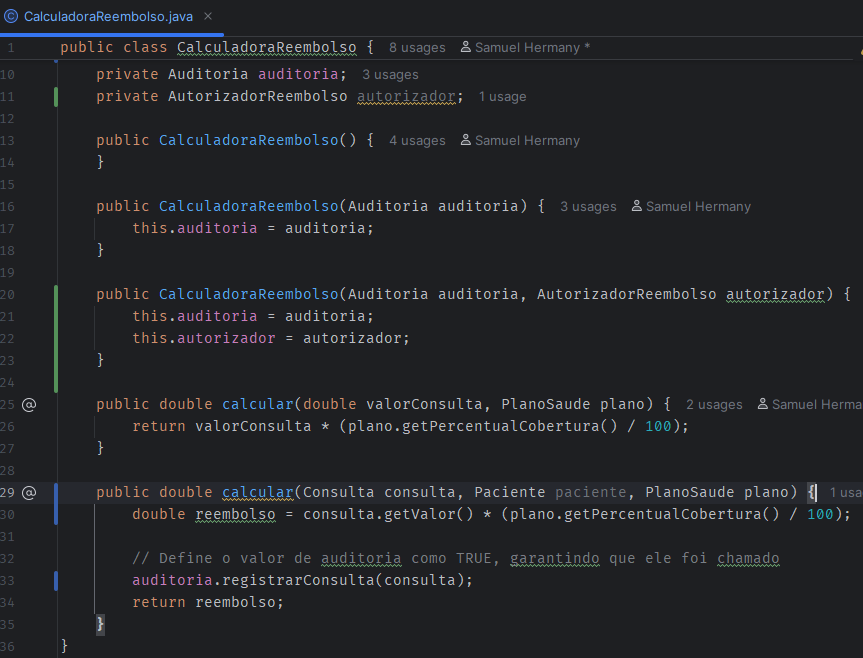 CalculadoraReembolso.java
1 public class CalculadoraReembolso { 8 usages Samuel Hermany *
10 private Auditoria auditoria; 3 usages
11 private AutorizadorReembolso autorizador; 1 usage
12
13 public CalculadoraReembolso() { 4 usages Samuel Hermany
14 }
15
16 public CalculadoraReembolso(Auditoria auditoria) { 3 usages Samuel Hermany
17 this.auditoria = auditoria;
18 }
19
20 public CalculadoraReembolso(Auditoria auditoria, AutorizadorReembolso autorizador) {
21 this.auditoria = auditoria;
22 this.autorizador = autorizador;
23 }
24
25 @ public double calcular(double valorConsulta, PlanoSaude plano) { 2 usages Samuel Herma
26 return valorConsulta * (plano.getPercentualCobertura() / 100);
27 }
28
29 @ public double calcular(Consulta consulta, Paciente paciente, PlanoSaude plano) { 1 usa
30 double reembolso = consulta.getValor() * (plano.getPercentualCobertura() / 100);
31
32 // Define o valor de auditoria como TRUE, garantindo que ele foi chamado
33 auditoria.registrarConsulta(consulta);
34 return reembolso;
35 }
36 }